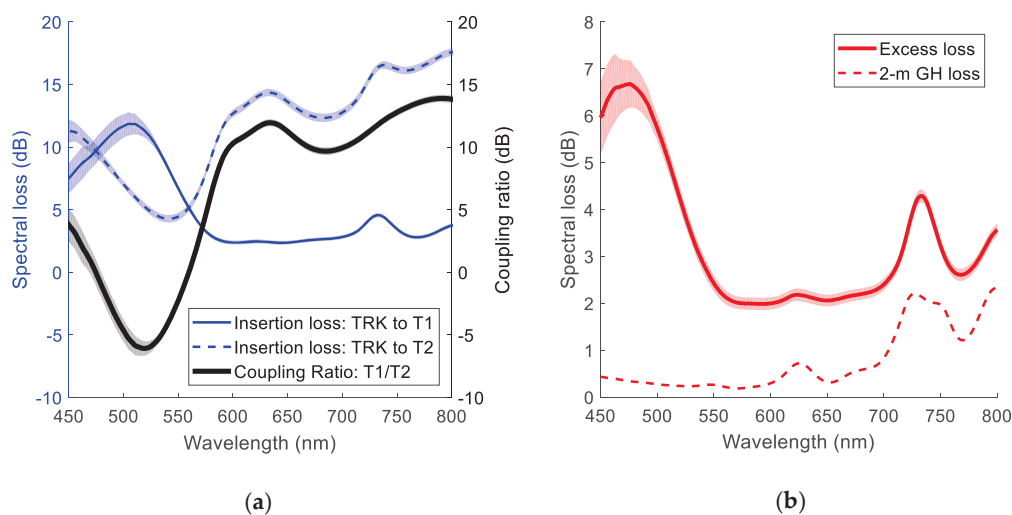 20
15
10
5
0
-5
-10
Spectral loss (dB)
20
15
10
5
0
-5
-10
Coupling ratio (dB)
Insertion loss: TRK to T1
Insertion loss: TRK to T2
Coupling Ratio: T1/T2
450 500 550 600 650 700 750 800
Wavelength (nm)
(a)
8
7
6
5
4
3
2
1
0
Spectral loss (dB)
Excess loss
2-m GH loss
450 500 550 600 650 700 750 800
Wavelength (nm)
(b)